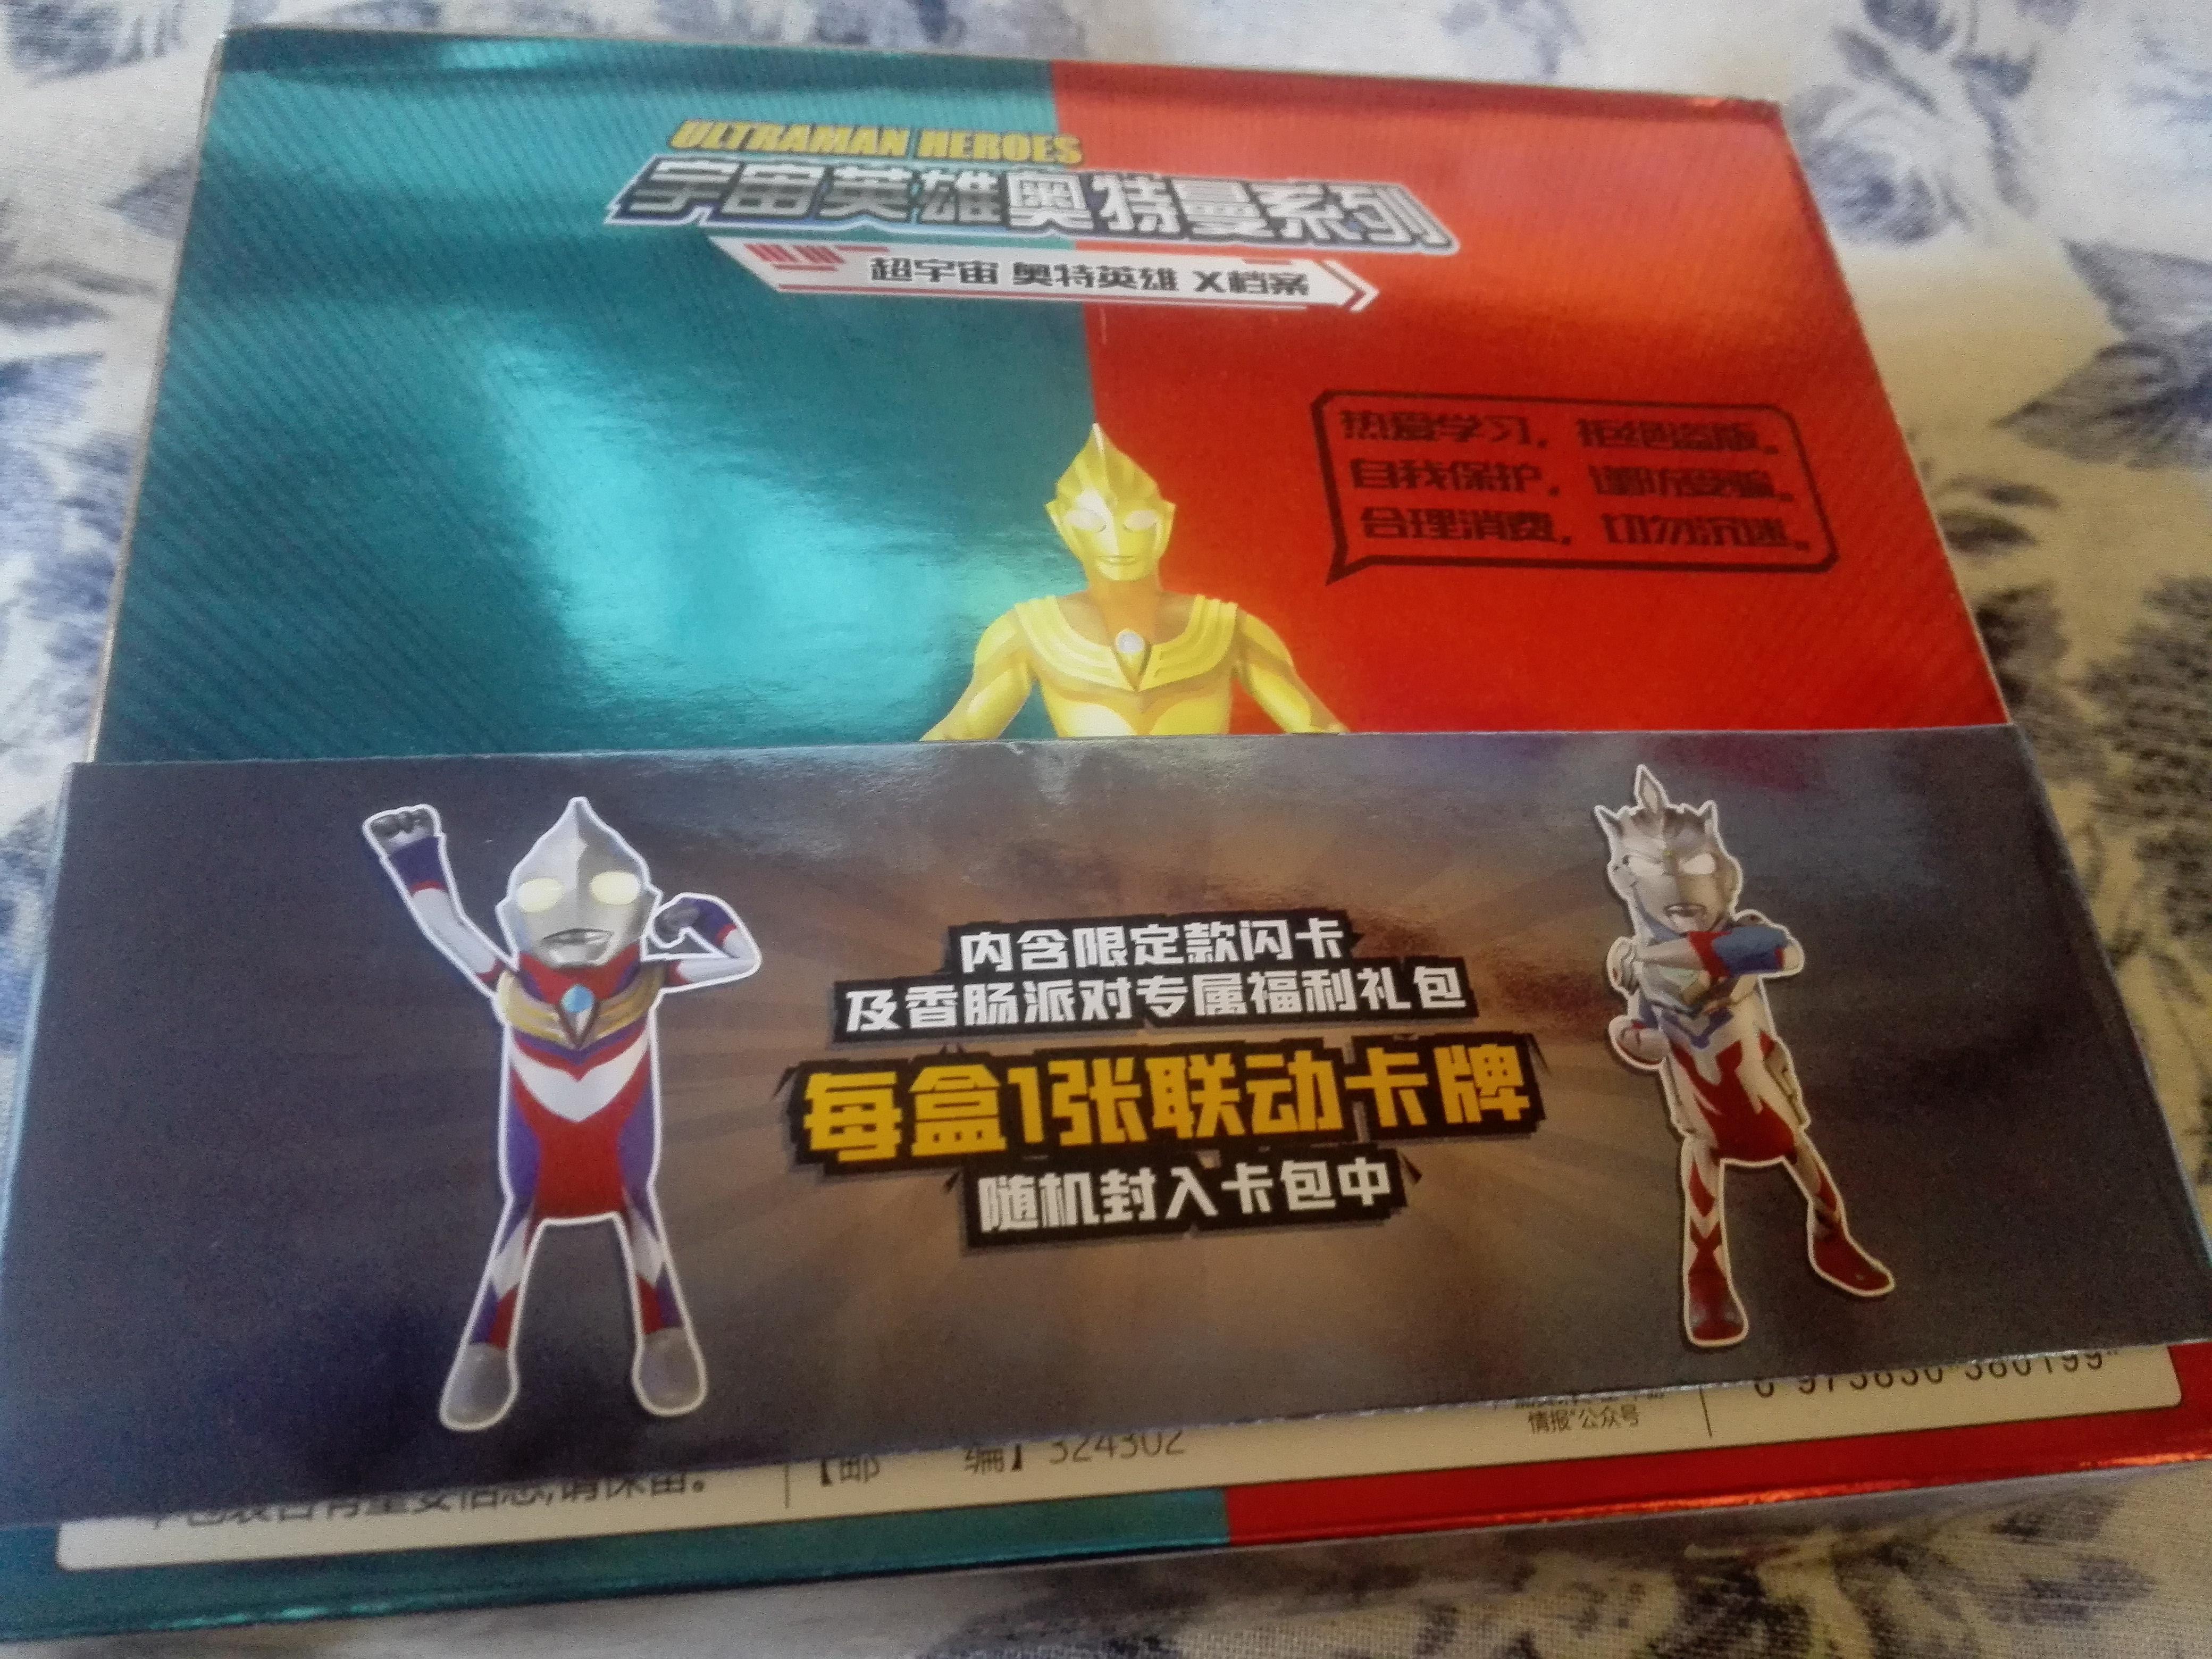 ULTRAMAN HEROES
宇宙英雄奥特曼系列
超宇宙 奥特英雄 X档案
热爱学习，拒绝盗版。
自我保护，谨防受骗。
合理消费，切勿沉迷。
内含限定款闪卡
及香肠派对专属福利礼包
每盒1张联动卡牌
随机封入卡包中
情报"公众号
【邮 编】324302